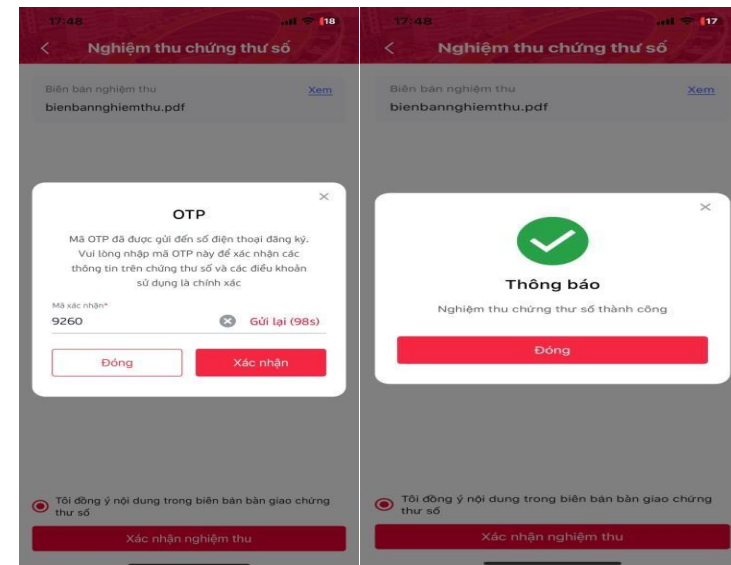 17:48
18
Nghiệm thu chứng thư số
Biên bản nghiệm thu
Xem
bienbannghiemthu.pdf
OTP
Mã OTP đã được gửi đến số điện thoại đăng ký.
Vui lòng nhập mã OTP này để xác nhận các
thông tin trên chứng thư số và các điều khoản
sử dụng là chính xác
Mã xác nhận*
9260
Gửi lại (98s)
Đóng
Xác nhận
Tôi đồng ý nội dung trong biên bản bàn giao chứng
thư số
Xác nhận nghiệm thu
17:48
17
Nghiệm thu chứng thư số
Biên bản nghiệm thu
Xem
bienbannghiemthu.pdf
Thông báo
Nghiệm thu chứng thư số thành công
Đóng
Tôi đồng ý nội dung trong biên bản bàn giao chứng
thư số
Xác nhận nghiệm thu